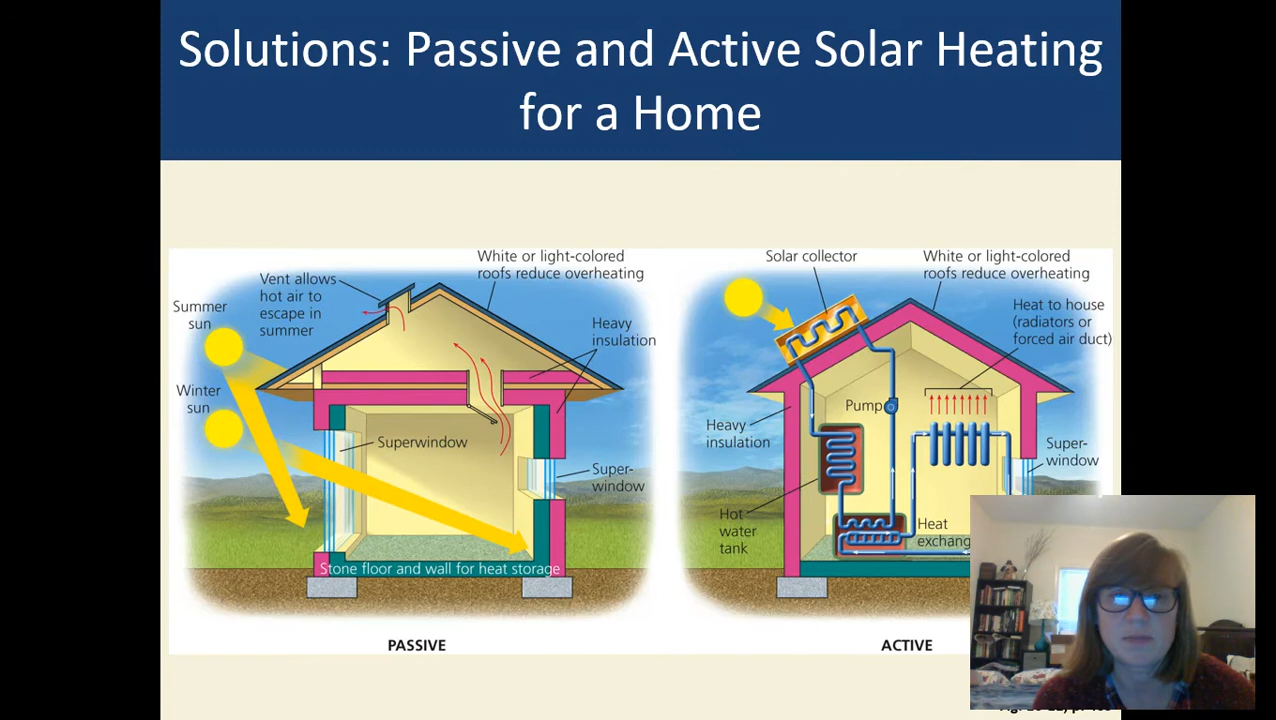 Solutions: Passive and Active Solar Heating
for a Home
Vent allows
hot air to
escape in
summer
White or light-colored
roofs reduce overheating
Summer
sun
Heavy
insulation
Winter
sun
Superwindow
Super-
window
Stone floor and wall for heat storage
PASSIVE
Solar collector
White or light-colored
roofs reduce overheating
Heat to house
(radiators or
forced air duct)
Pump
Heavy
insulation
Super-
window
Hot
water
tank
Heat
exchang
ACTIVE